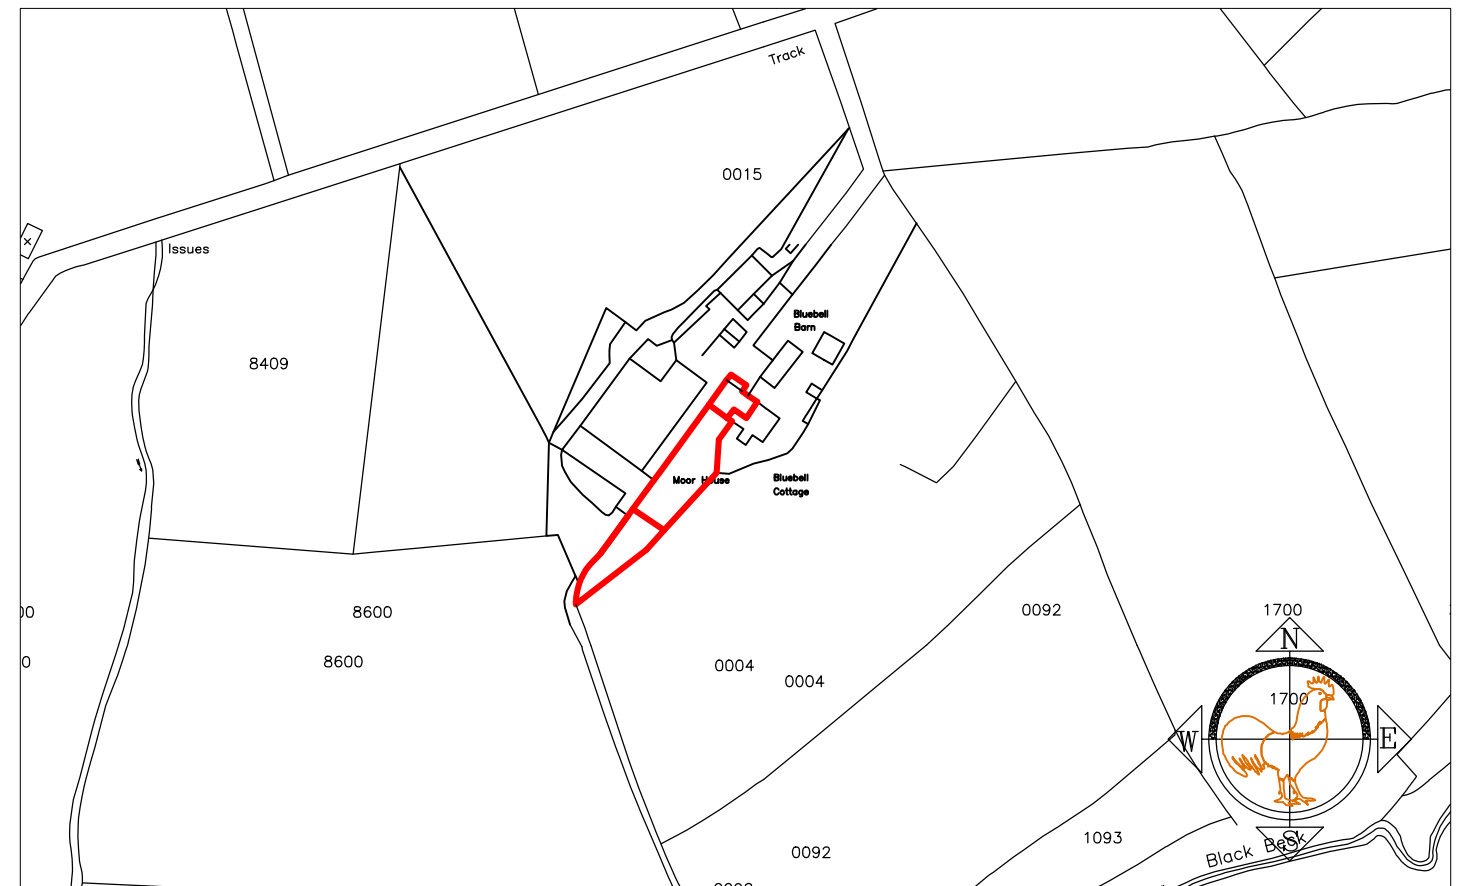 Track
0015
Issues
Bluebell
Barn
8409
Moor House
Bluebell
Cottage
8600
0092
1700
N
8600
0004
0004
1700
W
E
0092
1093
Black Beck
S